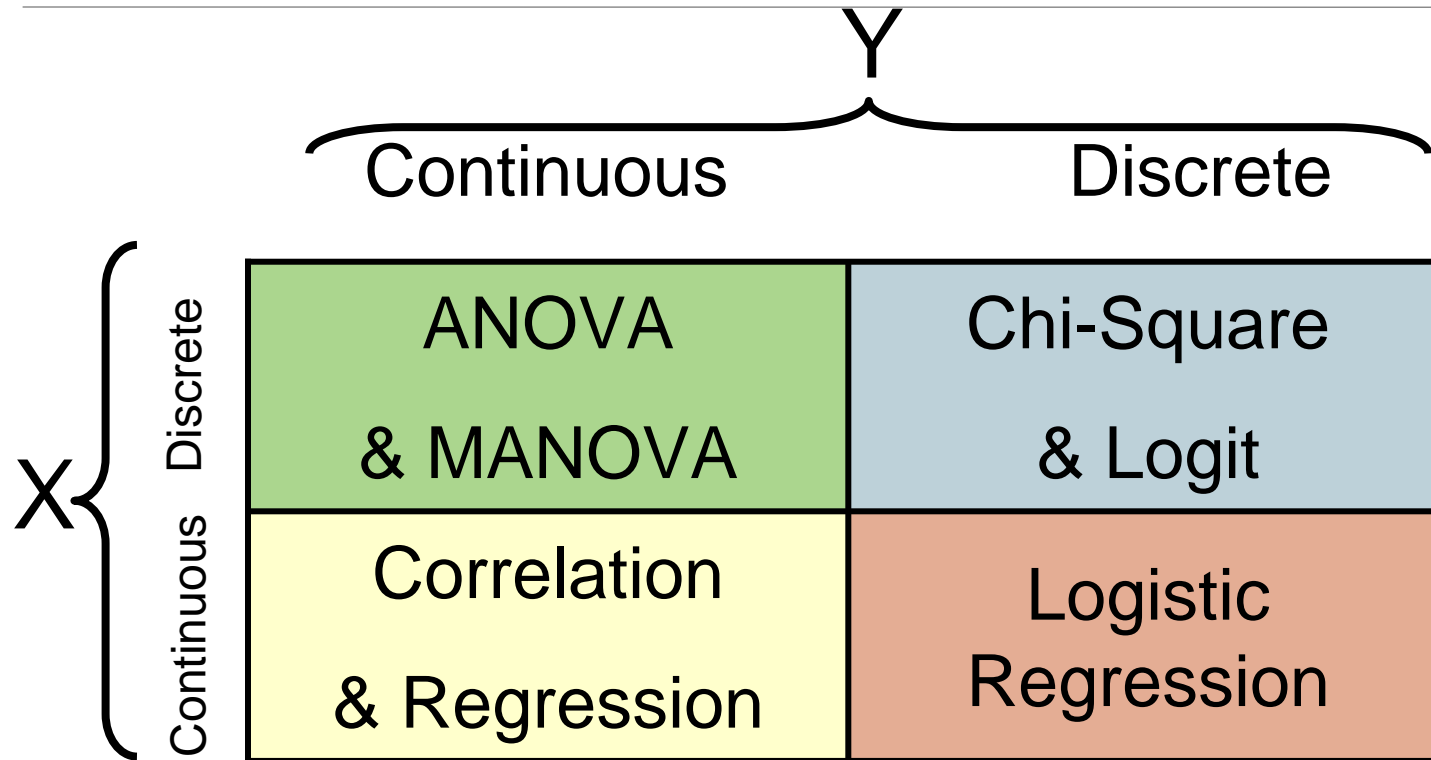 Y
Continuous Discrete
X
Discrete
ANOVA
& MANOVA
Chi-Square
& Logit
Continuous
Correlation
& Regression
Logistic
Regression